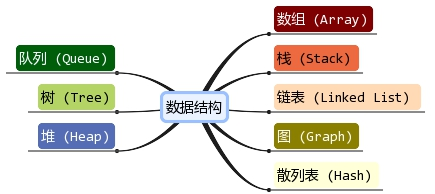 数组 (Array)
队列 (Queue)
栈 (Stack)
树 (Tree)
数据结构
链表 (Linked List)
堆 (Heap)
图 (Graph)
散列表 (Hash)